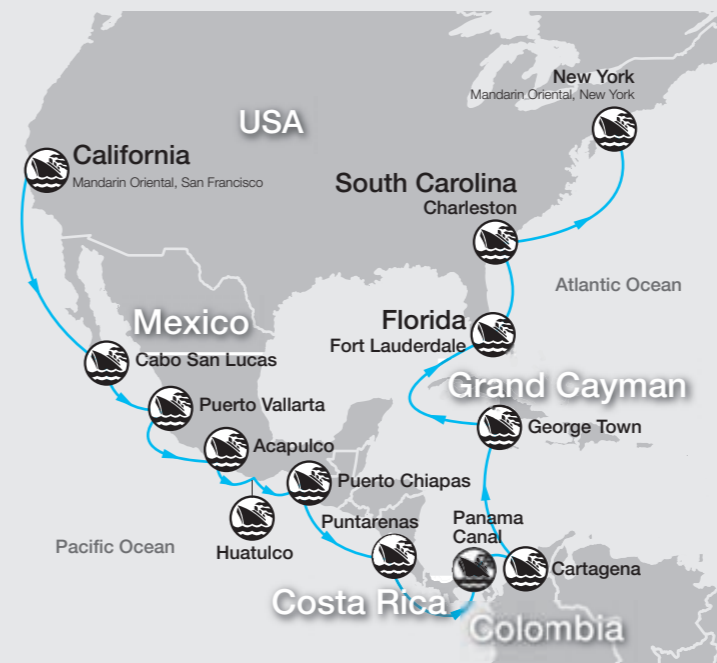 New York
Mandarin Oriental, New York
USA
California
Mandarin Oriental, San Francisco
South Carolina
Charleston
Atlantic Ocean
Mexico
Florida
Fort Lauderdale
Cabo San Lucas
Grand Cayman
Puerto Vallarta
George Town
Acapulco
Puerto Chiapas
Puntarenas
Panama
Canal
Pacific Ocean
Huatulco
Cartagena
Costa Rica
Colombia